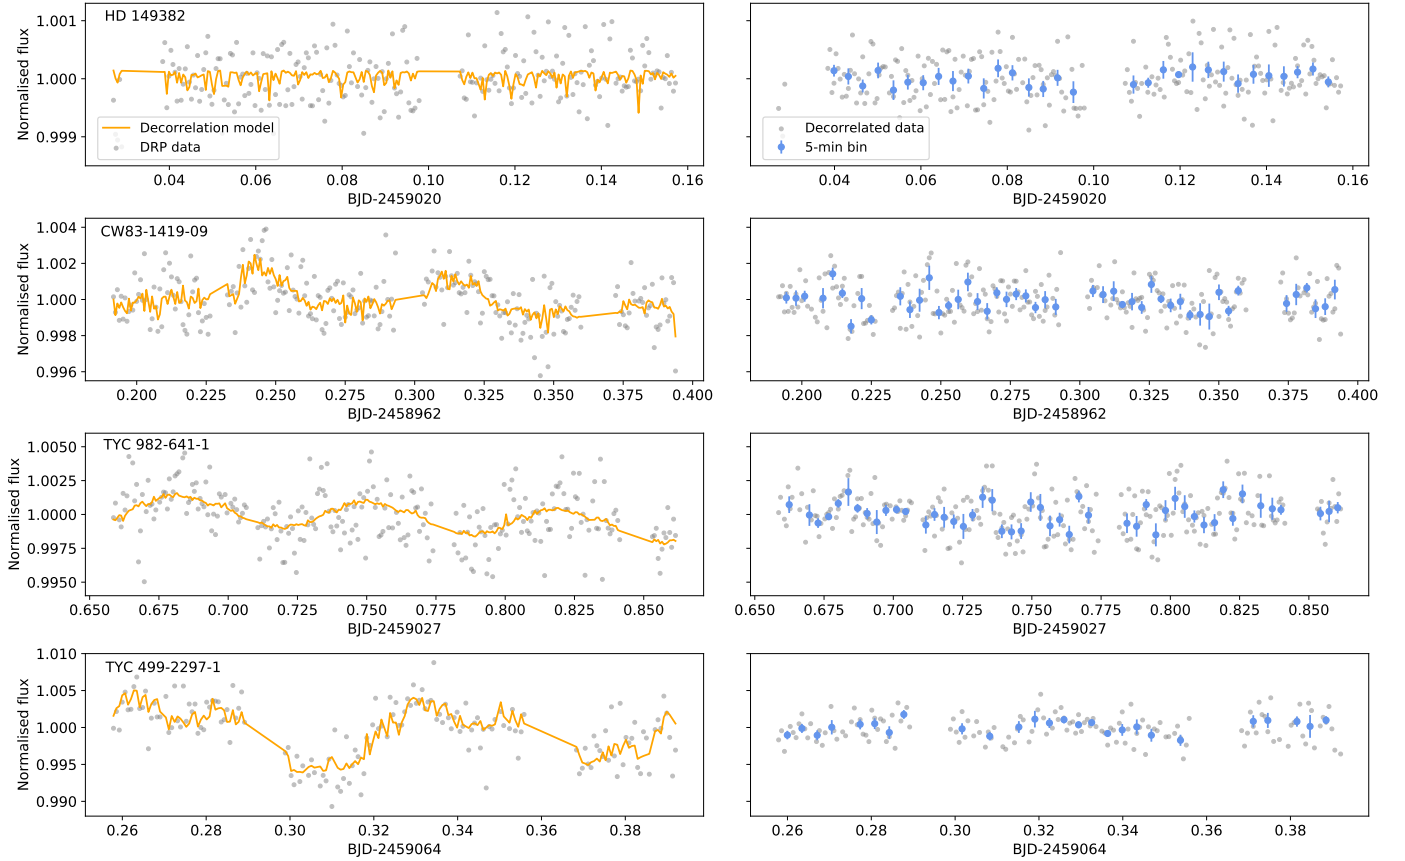 HD 149382
1.001
1.000
0.999
Normalised flux
Decorrelation model
DRP data
0.04 0.06 0.08 0.10 0.12 0.14 0.16
BJD-2459020
Decorrelated data
5-min bin
0.04 0.06 0.08 0.10 0.12 0.14 0.16
BJD-2459020
CW83-1419-09
1.004
1.002
1.000
0.998
0.996
Normalised flux
0.200 0.225 0.250 0.275 0.300 0.325 0.350 0.375 0.400
BJD-2458962
0.200 0.225 0.250 0.275 0.300 0.325 0.350 0.375 0.400
BJD-2458962
TYC 982-641-1
1.0050
1.0025
1.0000
0.9975
0.9950
Normalised flux
0.650 0.675 0.700 0.725 0.750 0.775 0.800 0.825 0.850
BJD-2459027
0.650 0.675 0.700 0.725 0.750 0.775 0.800 0.825 0.850
BJD-2459027
TYC 499-2297-1
1.010
1.005
1.000
0.995
0.990
Normalised flux
0.26 0.28 0.30 0.32 0.34 0.36 0.38
BJD-2459064
0.26 0.28 0.30 0.32 0.34 0.36 0.38
BJD-2459064